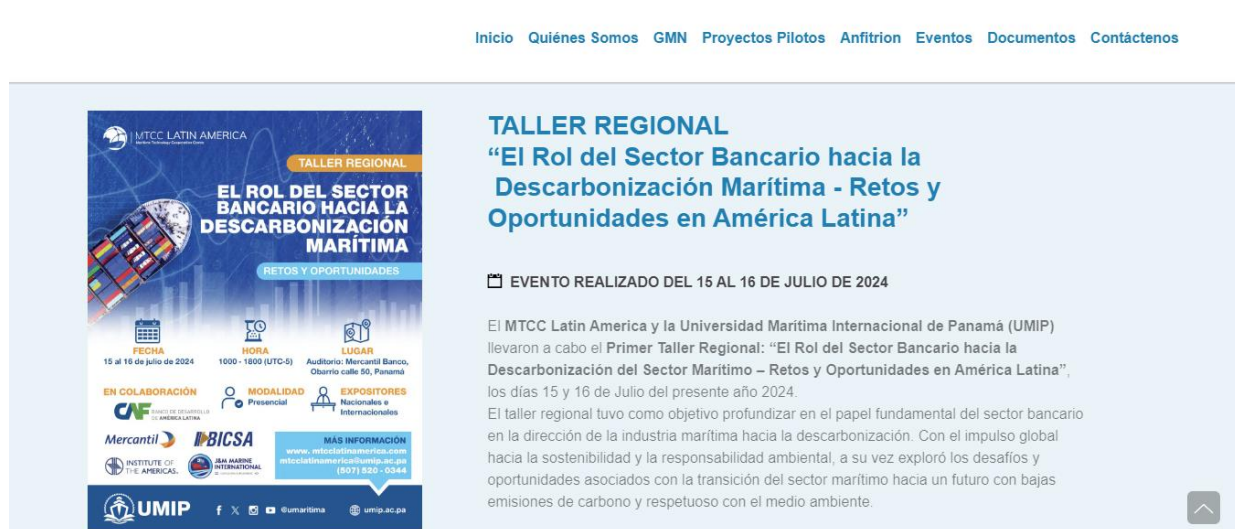 Inicio Quiénes Somos GMN Proyectos Pilotos Anfitrion Eventos Documentos Contáctenos
MTCC LATIN AMERICA
Maritime Technology Cooperation Centre
TALLER REGIONAL
EL ROL DEL SECTOR
BANCARIO HACIA LA
DESCARBONIZACIÓN
MARÍTIMA
RETOS Y OPORTUNIDADES
FECHA
15 al 16 de julio de 2024
HORA
1000 - 1800 (UTC-5)
LUGAR
Auditorio: Mercantil Banco,
Obarrio calle 50, Panamá
EN COLABORACIÓN
CAF BANCO DE DESARROLLO
DE AMÉRICA LATINA
MODALIDAD
Presencial
EXPOSITORES
Nacionales e
Internacionales
Mercantil
BICSA
INSTITUTE OF
THE AMERICAS.
J&M MARINE
INTERNATIONAL
MÁS INFORMACIÓN
www. mtcclatinamerica.com
mtcclatinamerica@umip.ac.pa
(507) 520 - 0344
UMIP
@umaritima
umip.ac.pa
TALLER REGIONAL
“El Rol del Sector Bancario hacia la
Descarbonización Marítima - Retos y
Oportunidades en América Latina”
EVENTO REALIZADO DEL 15 AL 16 DE JULIO DE 2024
El MTCC Latin America y la Universidad Marítima Internacional de Panamá (UMIP)
llevaron a cabo el Primer Taller Regional: “El Rol del Sector Bancario hacia la
Descarbonización del Sector Marítimo – Retos y Oportunidades en América Latina”,
los días 15 y 16 de Julio del presente año 2024.
El taller regional tuvo como objetivo profundizar en el papel fundamental del sector bancario
en la dirección de la industria marítima hacia la descarbonización. Con el impulso global
hacia la sostenibilidad y la responsabilidad ambiental, a su vez exploró los desafíos y
oportunidades asociados con la transición del sector marítimo hacia un futuro con bajas
emisiones de carbono y respetuoso con el medio ambiente.